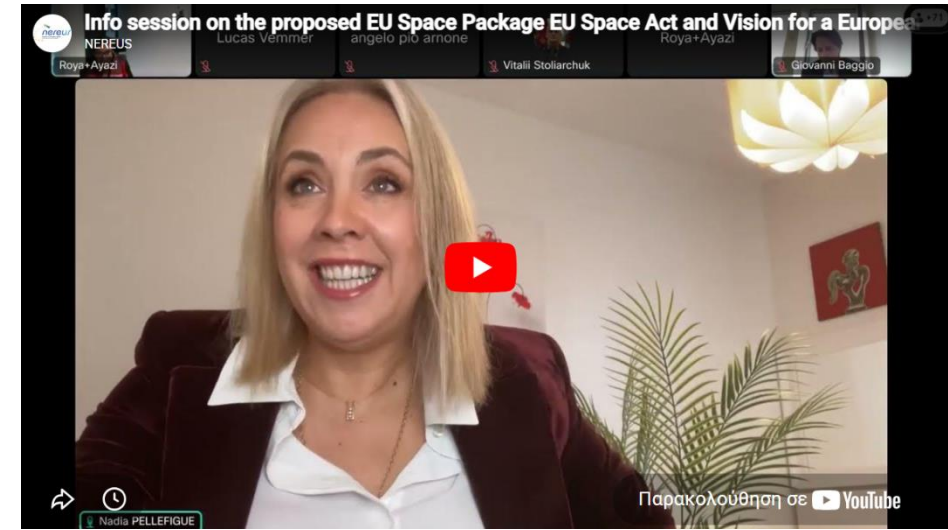 nereus
Info session on the proposed EU Space Package EU Space Act and Vision for a Europea
NEREUS
Lucas Vemmer
angelo pio arnone
Roya+Ayazi
Roya+Ayazi
Vitalii Stoliarchuk
Giovanni Baggio
Παρακολούθηση σε YouTube
Nadia PELLEFIGUE